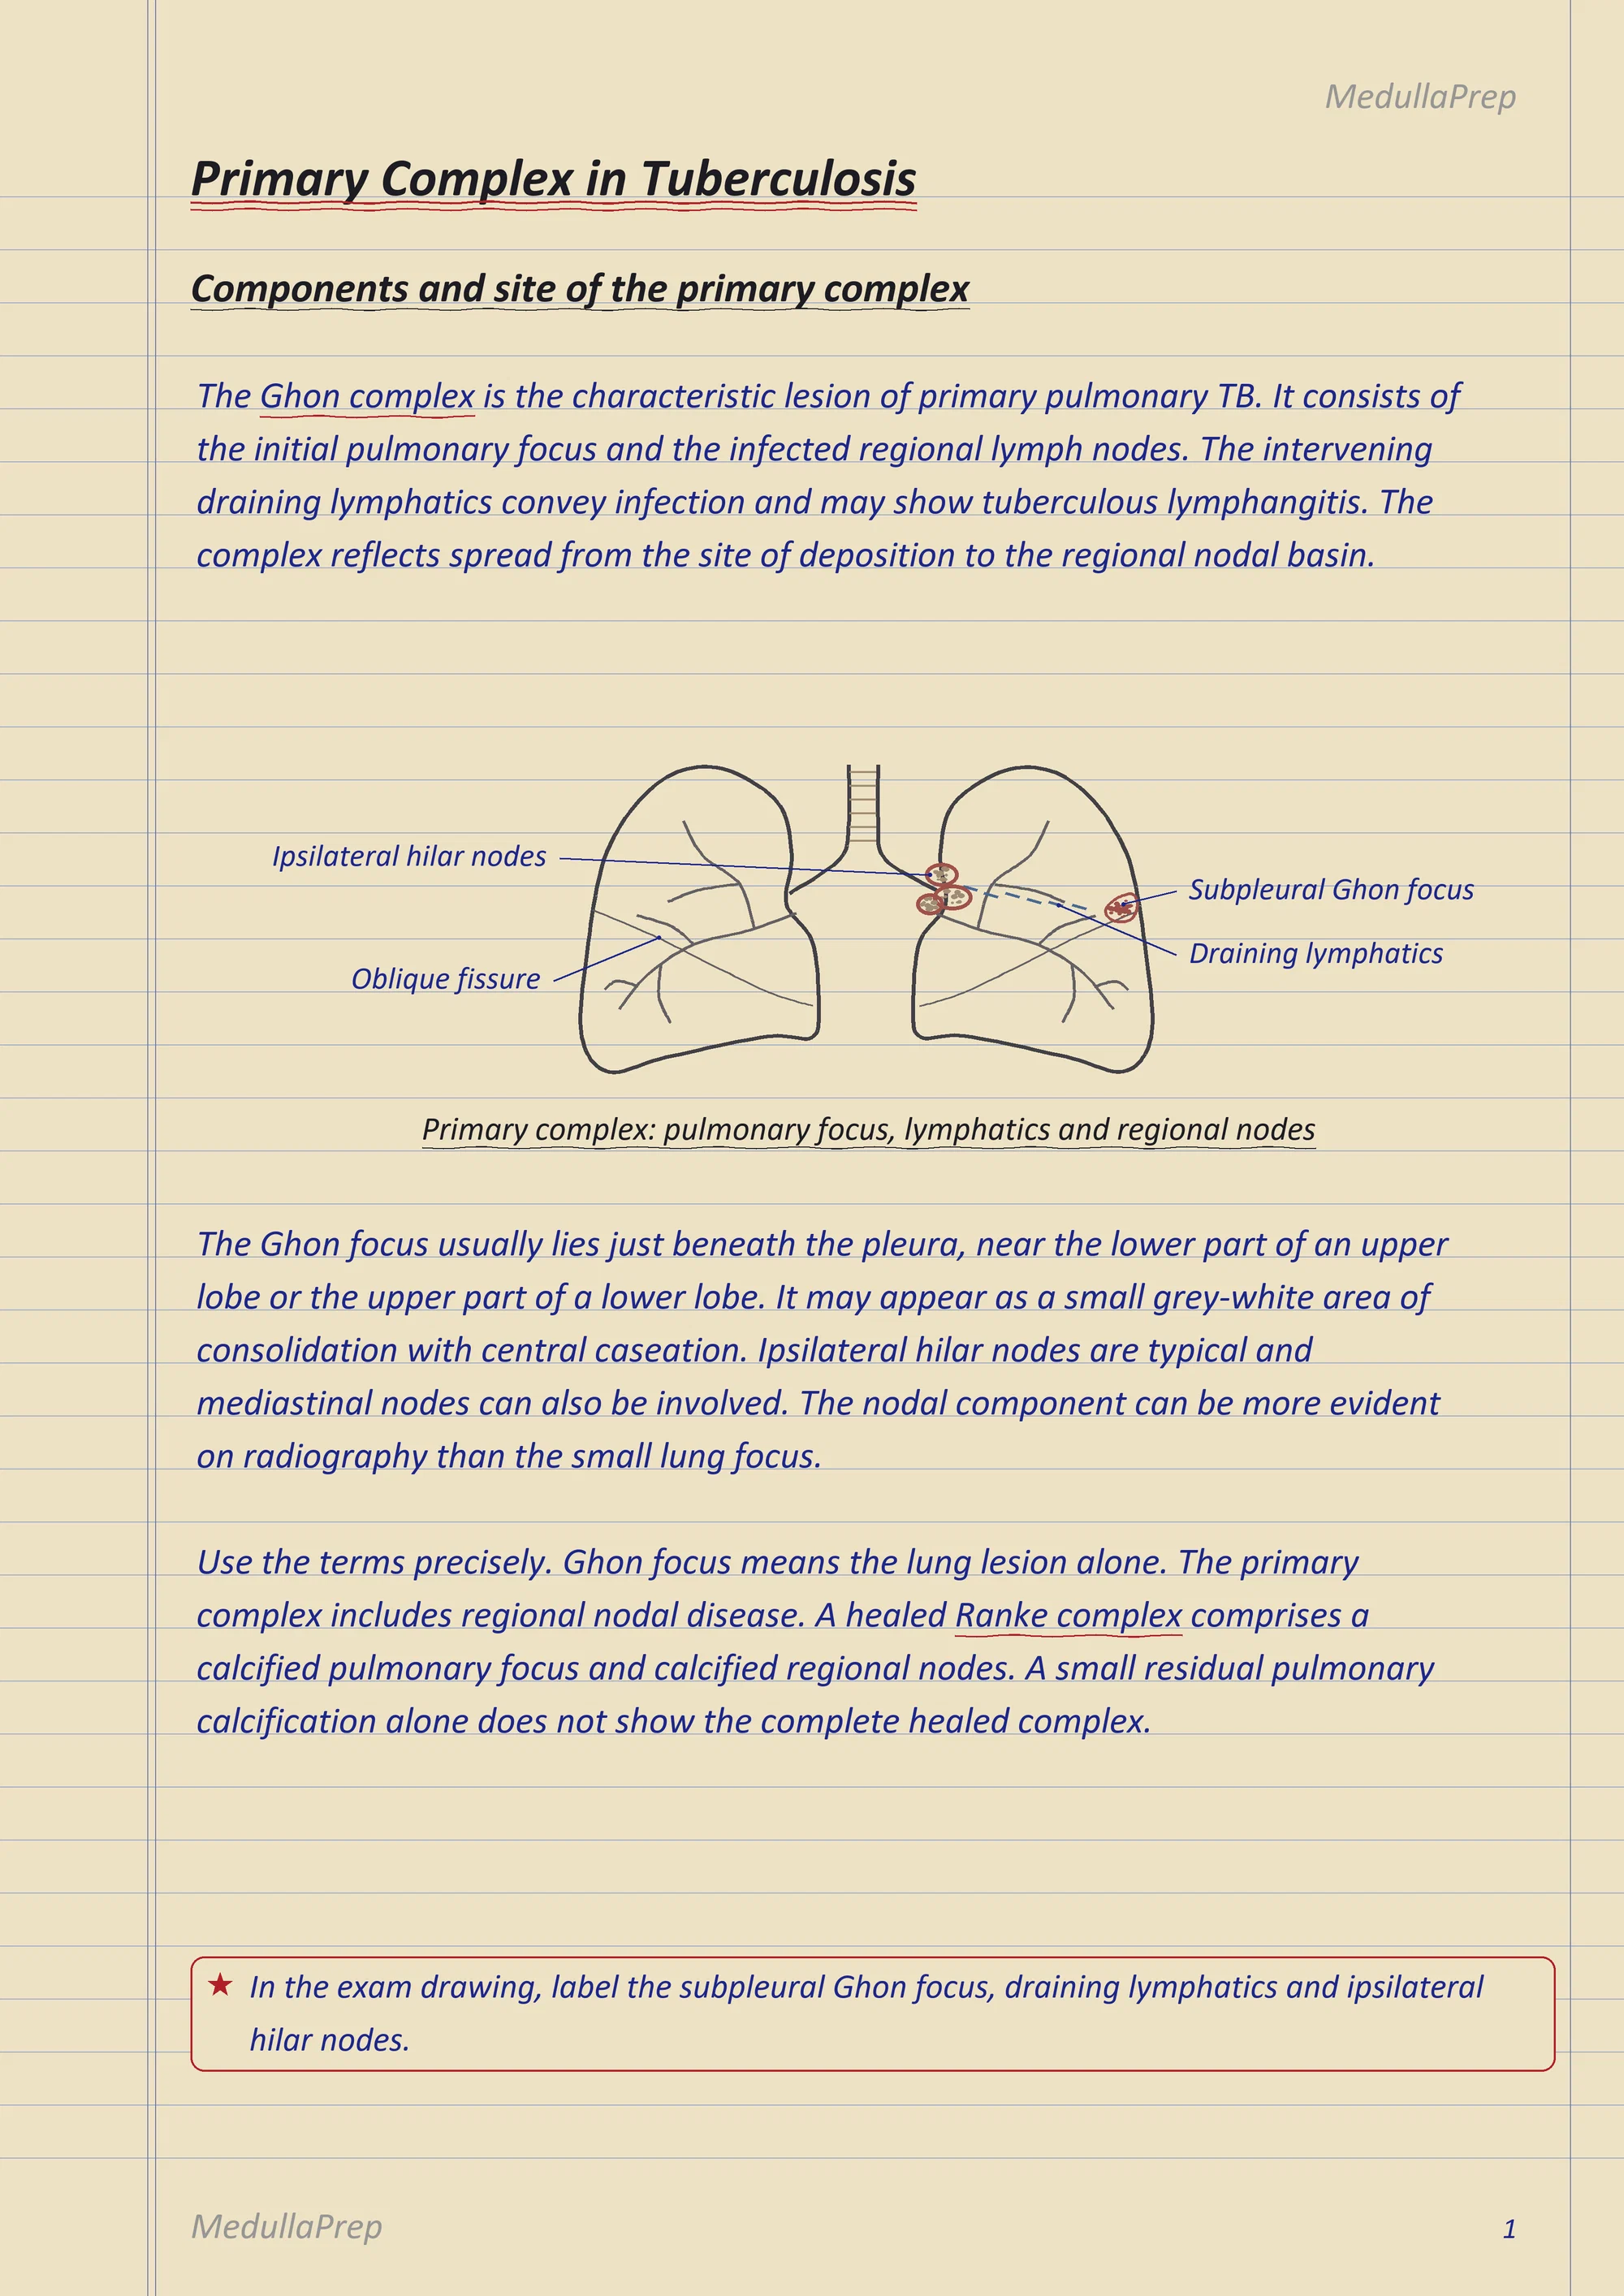 MedullaPrep
Primary Complex in Tuberculosis
Components and site of the primary complex
The Ghon complex is the characteristic lesion of primary pulmonary TB. It consists of
the initial pulmonary focus and the infected regional lymph nodes. The intervening
draining lymphatics convey infection and may show tuberculous lymphangitis. The
complex reflects spread from the site of deposition to the regional nodal basin.
Ipsilateral hilar nodes
Subpleural Ghon focus
Draining lymphatics
Oblique fissure
Primary complex: pulmonary focus, lymphatics and regional nodes
The Ghon focus usually lies just beneath the pleura, near the lower part of an upper
lobe or the upper part of a lower lobe. It may appear as a small grey-white area of
consolidation with central caseation. Ipsilateral hilar nodes are typical and
mediastinal nodes can also be involved. The nodal component can be more evident
on radiography than the small lung focus.
Use the terms precisely. Ghon focus means the lung lesion alone. The primary
complex includes regional nodal disease. A healed Ranke complex comprises a
calcified pulmonary focus and calcified regional nodes. A small residual pulmonary
calcification alone does not show the complete healed complex.
★ In the exam drawing, label the subpleural Ghon focus, draining lymphatics and ipsilateral
hilar nodes.
MedullaPrep
1